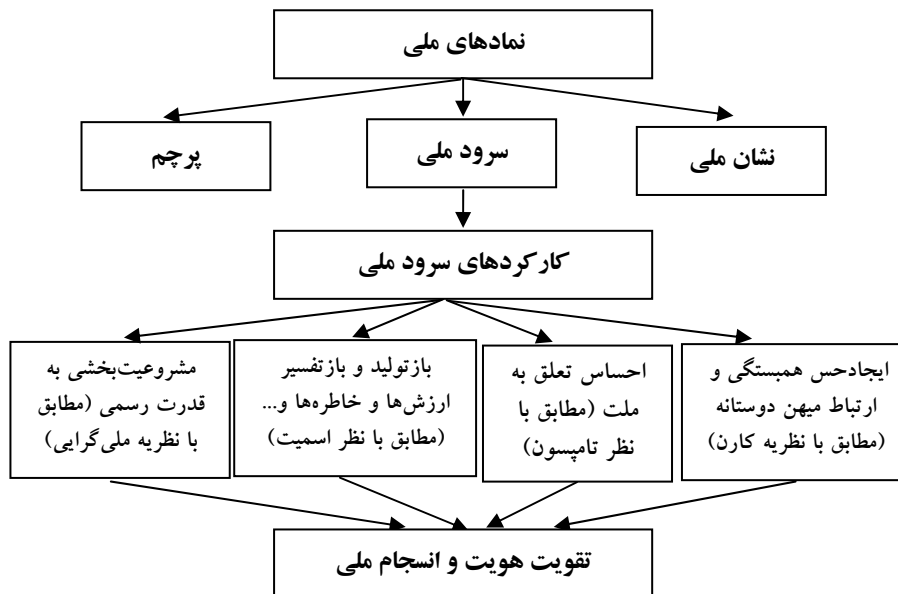 نمادهای ملی
نشان ملی
سرود ملی
پرچم
کارکردهای سرود ملی
ایجادحس همبستگی و
ارتباط میهن دوستانه
(مطابق با نظریه کارن)
احساس تعلق به
ملت (مطابق با
نظر تامپسون)
بازتولید و بازتفسیر
ارزش‌ها و خاطره‌ها و...
(مطابق با نظر اسمیت)
مشروعیت‌بخشی به
قدرت رسمی (مطابق
با نظریه ملی‌گرایی)
تقویت هویت و انسجام ملی